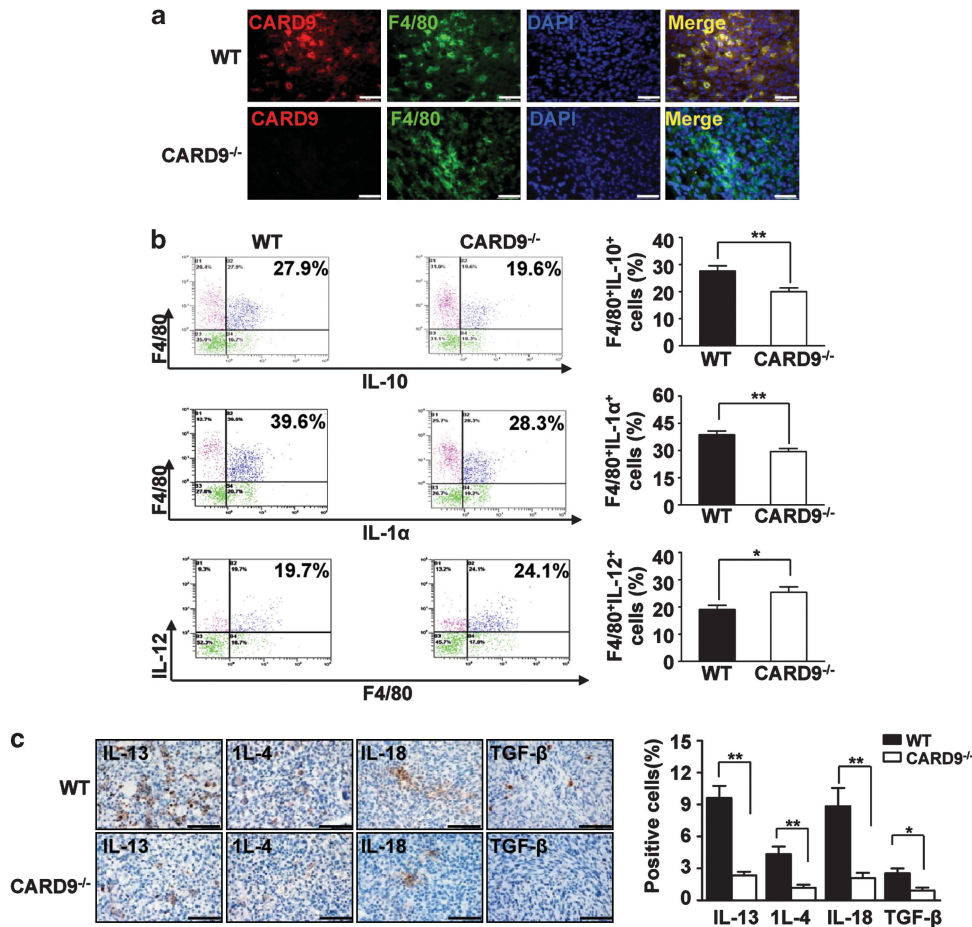 a
CARD9 F4/80 DAPI Merge
WT
CARD9 F4/80 DAPI Merge
CARD9-/-
b
WT CARD9-/-
27.9%
19.6%
F4/80
IL-10
F4/80+IL-10+ cells (%)
40
30
20
10
0
**
WT CARD9-/-
39.6%
28.3%
F4/80
IL-1α
F4/80+IL-1α+ cells (%)
60
45
30
15
0
**
WT CARD9-/-
19.7%
24.1%
IL-12
F4/80
F4/80+IL-12+ cells (%)
40
30
20
10
0
*
WT CARD9-/-
c
IL-13 1L-4 IL-18 TGF-β
WT
IL-13 1L-4 IL-18 TGF-β
CARD9-/-
Positive cells(%)
15
12
9
6
3
0
** ** ** *
WT
CARD9-/-
IL-13 1L-4 IL-18 TGF-β